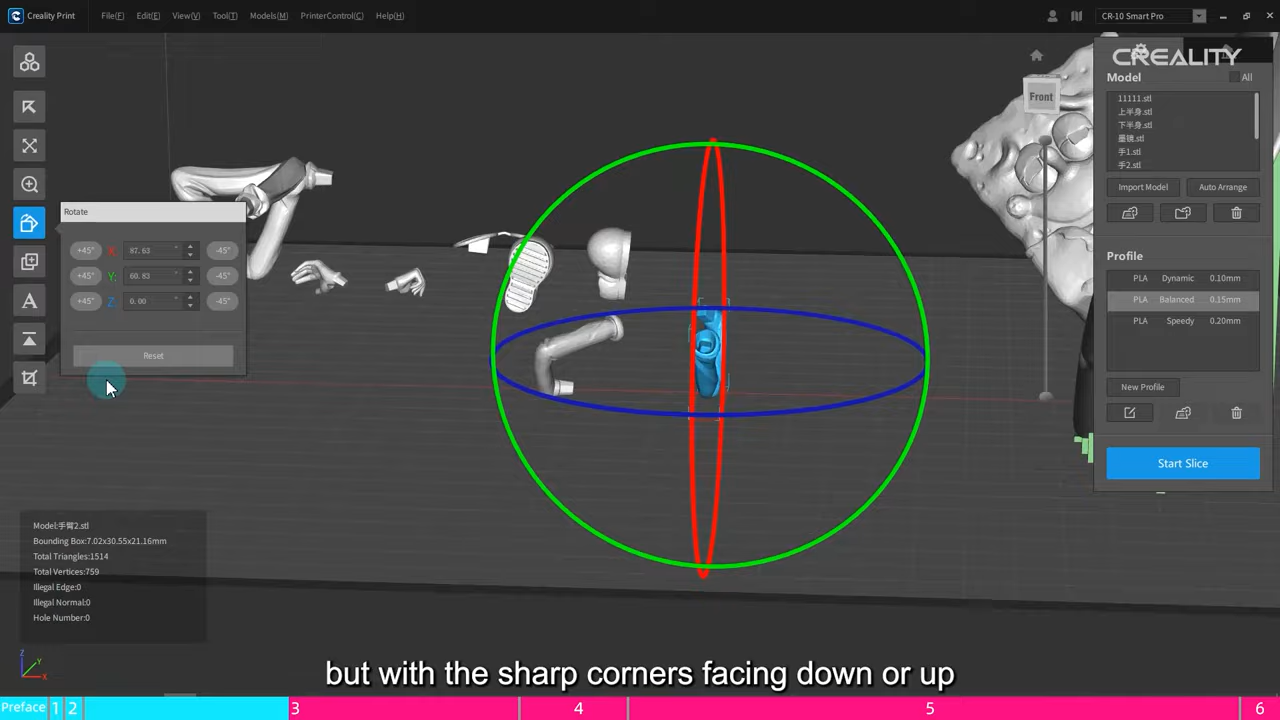 Creality Print
File(F)
Edit(E)
View(V)
Tool(T)
Models(M)
PrinterControl(C)
Help(H)
CR-10 Smart Pro
CREALITY
Front
Model
All
11111.stl
上半身.stl
下半身.stl
墨镜.stl
手1.stl
手2.stl
Import Model
Auto Arrange
Profile
PLA Dynamic 0.10mm
PLA Balanced 0.15mm
PLA Speedy 0.20mm
New Profile
Start Slice
Rotate
+45° X: 87.63 ° -45°
+45° Y: 60.83 ° -45°
+45° Z: 0.00 ° -45°
Reset
Model:手臂2.stl
Bounding Box:7.02x30.55x21.16mm
Total Triangles:1514
Total Vertices:759
Illegal Edge:0
Illegal Normal:0
Hole Number:0
Z
Y
X
but with the sharp corners facing down or up
Preface 1 2 3 4 5 6